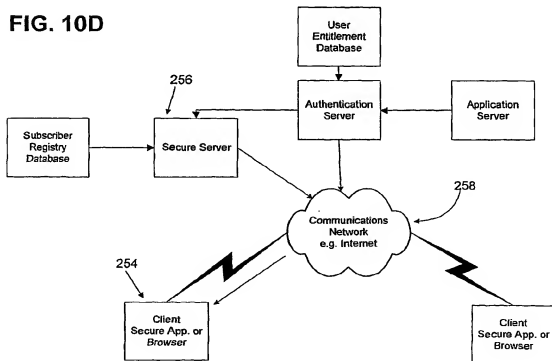 FIG. 10D
User
Entitlement
Database
256
Authentication
Server
Application
Server
Subscriber
Registry
Database
Secure Server
258
Communications
Network
e.g. Internet
254
Client
Secure App. or
Browser
Client
Secure App. or
Browser